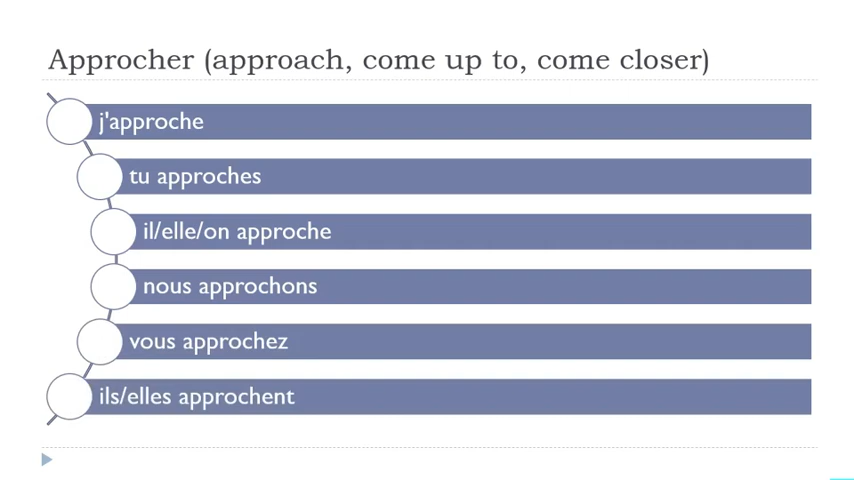 Approcher (approach, come up to, come closer)
j'approche
tu approches
il/elle/on approche
nous approchons
vous approchez
ils/elles approchent